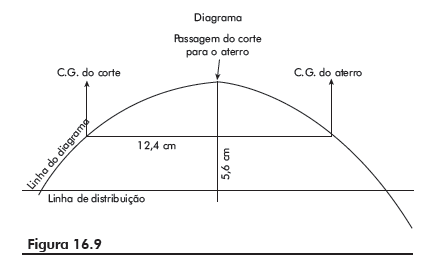 Diagrama
Passagem do corte
para o aterro
C.G. do corte
C.G. do aterro
Linha do diagrama
12,4 cm
5,6 cm
Linha de distribuição
Figura 16.9